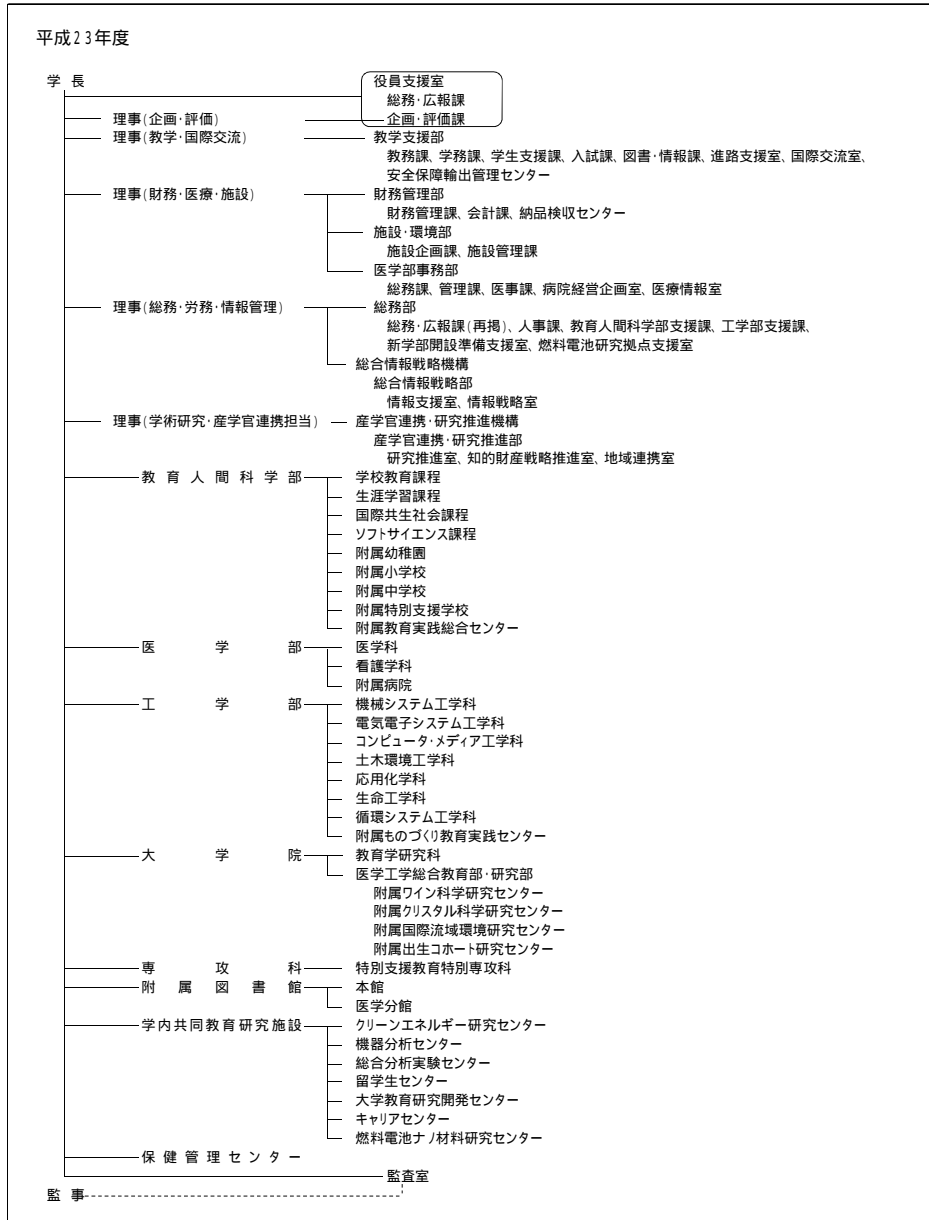 平成23年度
学長
役員支援室
総務・広報課
理事(企画・評価) 企画・評価課
理事(教学・国際交流) 教学支援部
教務課、学務課、学生支援課、入試課、図書・情報課、進路支援室、国際交流室、
安全保障輸出管理センター
理事(財務・医療・施設) 財務管理部
財務管理課、会計課、納品検収センター
施設・環境部
施設企画課、施設管理課
医学部事務部
総務課、管理課、医事課、病院経営企画室、医療情報室
理事(総務・労務・情報管理) 総務部
総務・広報課(再掲)、人事課、教育人間科学部支援課、工学部支援課、
新学部開設準備支援室、燃料電池研究拠点支援室
総合情報戦略機構
総合情報戦略部
情報支援室、情報戦略室
理事(学術研究・産学官連携担当) 産学官連携・研究推進機構
産学官連携・研究推進部
研究推進室、知的財産戦略推進室、地域連携室
教育人間科学部 学校教育課程
生涯学習課程
国際共生社会課程
ソフトサイエンス課程
附属幼稚園
附属小学校
附属中学校
附属特別支援学校
附属教育実践総合センター
医学部 医学科
看護学科
附属病院
工学部 機械システム工学科
電気電子システム工学科
コンピュータ・メディア工学科
土木環境工学科
応用化学科
生命工学科
循環システム工学科
附属ものづくり教育実践センター
大学院 教育学研究科
医学工学総合教育部・研究部
附属ワイン科学研究センター
附属クリスタル科学研究センター
附属国際流域環境研究センター
附属出生コホート研究センター
専攻科 特別支援教育特別専攻科
附属図書館 本館
医学分館
学内共同教育研究施設 クリーンエネルギー研究センター
機器分析センター
総合分析実験センター
留学生センター
大学教育研究開発センター
キャリアセンター
燃料電池ナノ材料研究センター
保健管理センター
監査室
監事